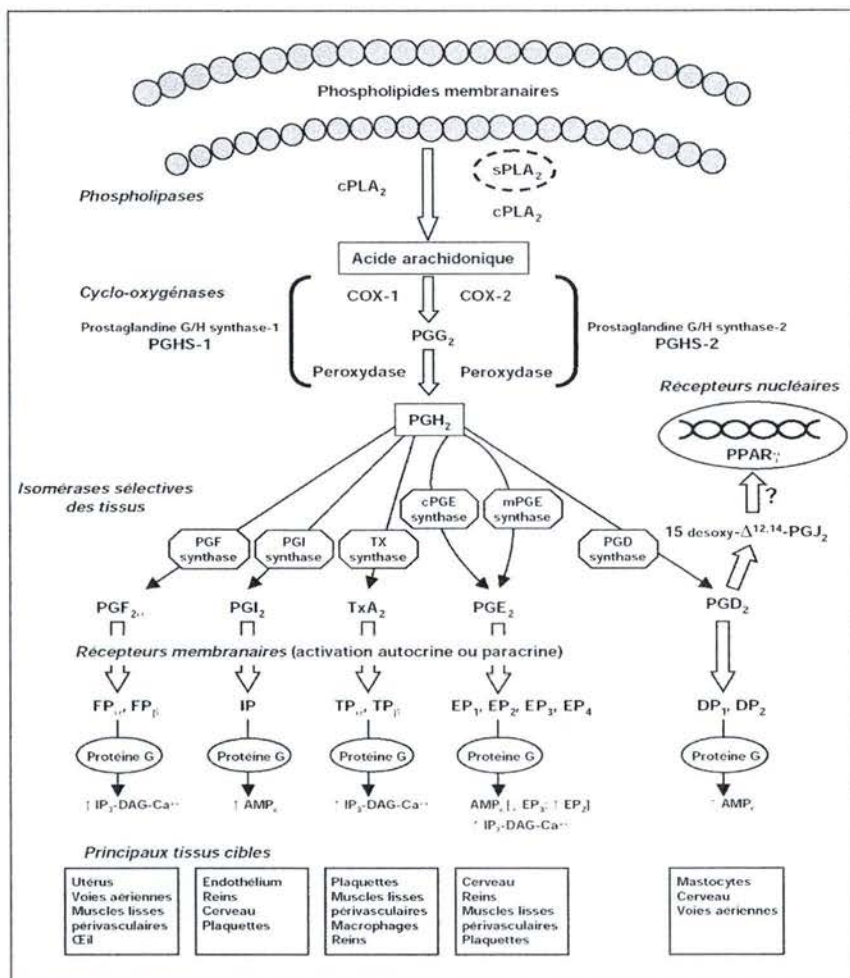 Phospholipides membranaires
cPLA₂
sPLA₂
cPLA₂
Phospholipases
Acide arachidonique
Cyclo-oxygénases
COX-1
COX-2
Prostaglandine G/H synthase-1
PGHS-1
PGG₂
Prostaglandine G/H synthase-2
PGHS-2
Peroxydase
Peroxydase
Récepteurs nucléaires
PGH₂
PPARγ
?
Isomérases sélectives
des tissus
cPGE
synthase
mPGE
synthase
PGF
synthase
PGI
synthase
TX
synthase
PGD
synthase
15 desoxy-Δ¹²,¹⁴-PGJ₂
PGF₂α
PGI₂
TxA₂
PGE₂
PGD₂
Récepteurs membranaires (activation autocrine ou paracrine)
FPα, FPβ
IP
TPα, TPβ
EP₁, EP₂, EP₃, EP₄
DP₁, DP₂
Protéine G
Protéine G
Protéine G
Protéine G
Protéine G
↑ IP₃-DAG-Ca⁺⁺
↑ AMPc
↑ IP₃-DAG-Ca⁺⁺
AMPc [↓ EP₃; ↑ EP₂]
↑ IP₃-DAG-Ca⁺⁺
↑ AMPc
Principaux tissus cibles
Utérus
Voies aériennes
Muscles lisses
périvasculaires
Œil
Endothélium
Reins
Cerveau
Plaquettes
Plaquettes
Muscles lisses
périvasculaires
Macrophages
Reins
Cerveau
Reins
Muscles lisses
périvasculaires
Plaquettes
Mastocytes
Cerveau
Voies aériennes